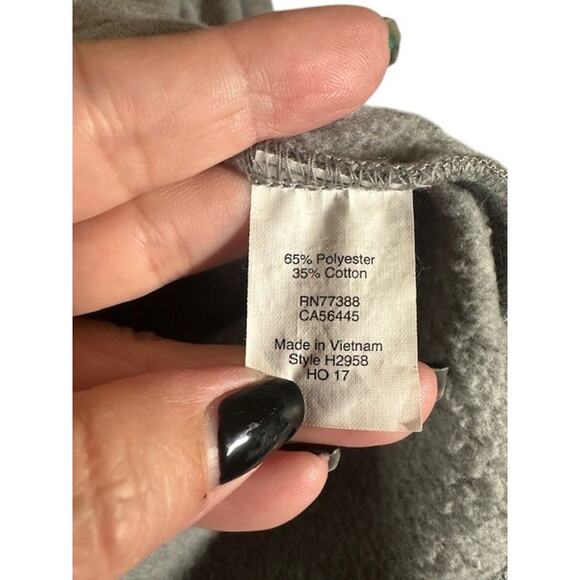 65% Polyester
35% Cotton
RN77388
CA56445
Made in Vietnam
Style H2958
HO 17